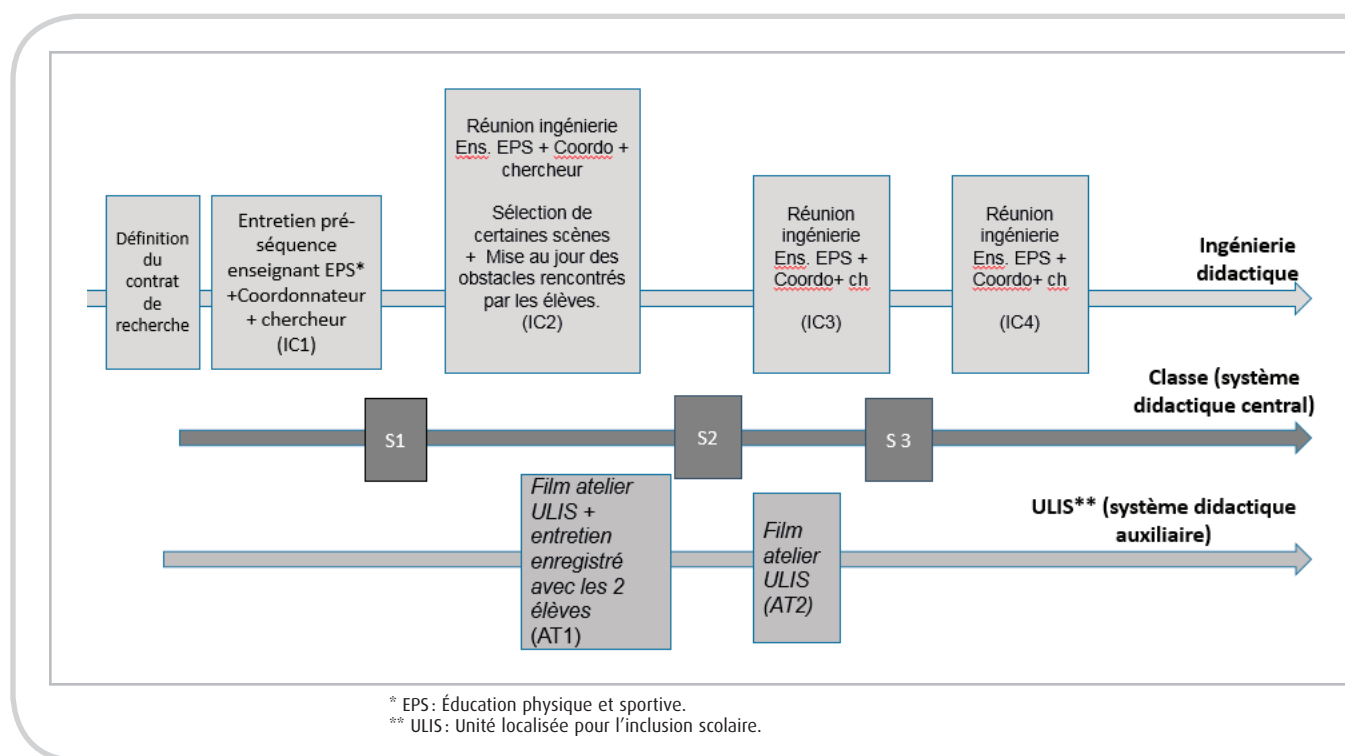 Définition
du
contrat
de
recherche
Entretien pré-
séquence
enseignant EPS*
+Coordonnateur
+ chercheur
(IC1)
Réunion ingénierie
Ens. EPS + Coordo +
chercheur
Sélection de
certaines scènes
+ Mise au jour des
obstacles rencontrés
par les élèves.
(IC2)
Réunion
ingénierie
Ens. EPS +
Coordo+ ch
(IC3)
Réunion
ingénierie
Ens. EPS +
Coordo+ ch
(IC4)
Ingénierie
didactique
Classe (système
didactique central)
S1
S2
S 3
Film atelier
ULIS +
entretien
enregistré
avec les 2
élèves
(AT1)
Film
atelier
ULIS
(AT2)
ULIS** (système didactique
auxiliaire)
* EPS : Éducation physique et sportive.
** ULIS : Unité localisée pour l'inclusion scolaire.